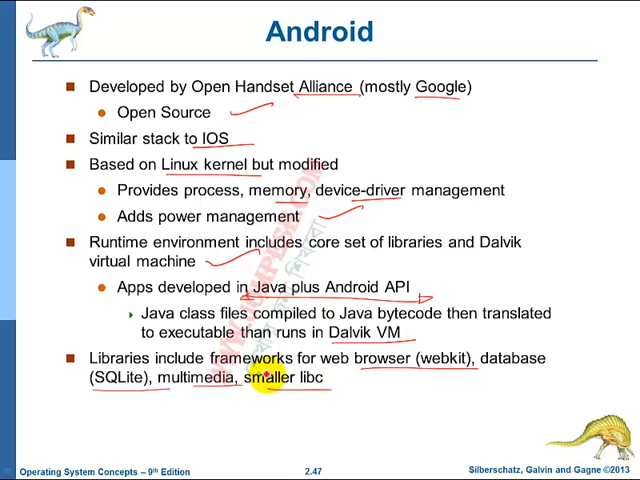 Android
Developed by Open Handset Alliance (mostly Google)
Open Source
Similar stack to IOS
Based on Linux kernel but modified
Provides process, memory, device-driver management
Adds power management
Runtime environment includes core set of libraries and Dalvik
virtual machine
Apps developed in Java plus Android API
Java class files compiled to Java bytecode then translated
to executable than runs in Dalvik VM
Libraries include frameworks for web browser (webkit), database
(SQLite), multimedia, smaller libc
Operating System Concepts – 9th Edition
2.47
Silberschatz, Galvin and Gagne ©2013